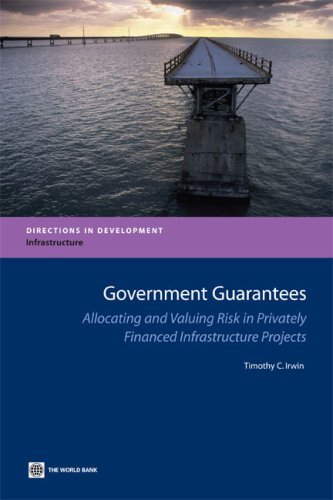 DIRECTIONS IN DEVELOPMENT
Infrastructure
Government Guarantees
Allocating and Valuing Risk in Privately
Financed Infrastructure Projects
Timothy C. Irwin
THE WORLD BANK